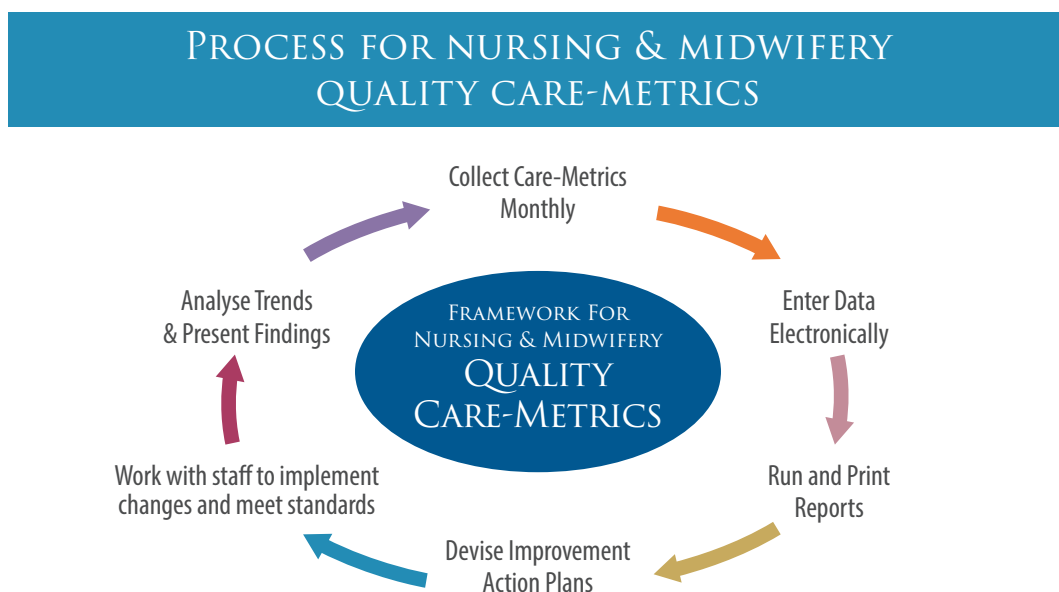 PROCESS FOR NURSING & MIDWIFERY
QUALITY CARE-METRICS
Collect Care-Metrics
Monthly
Enter Data
Electronically
Run and Print
Reports
Devise Improvement
Action Plans
Work with staff to implement
changes and meet standards
Analyse Trends
& Present Findings
FRAMEWORK FOR
NURSING & MIDWIFERY
QUALITY
CARE-METRICS